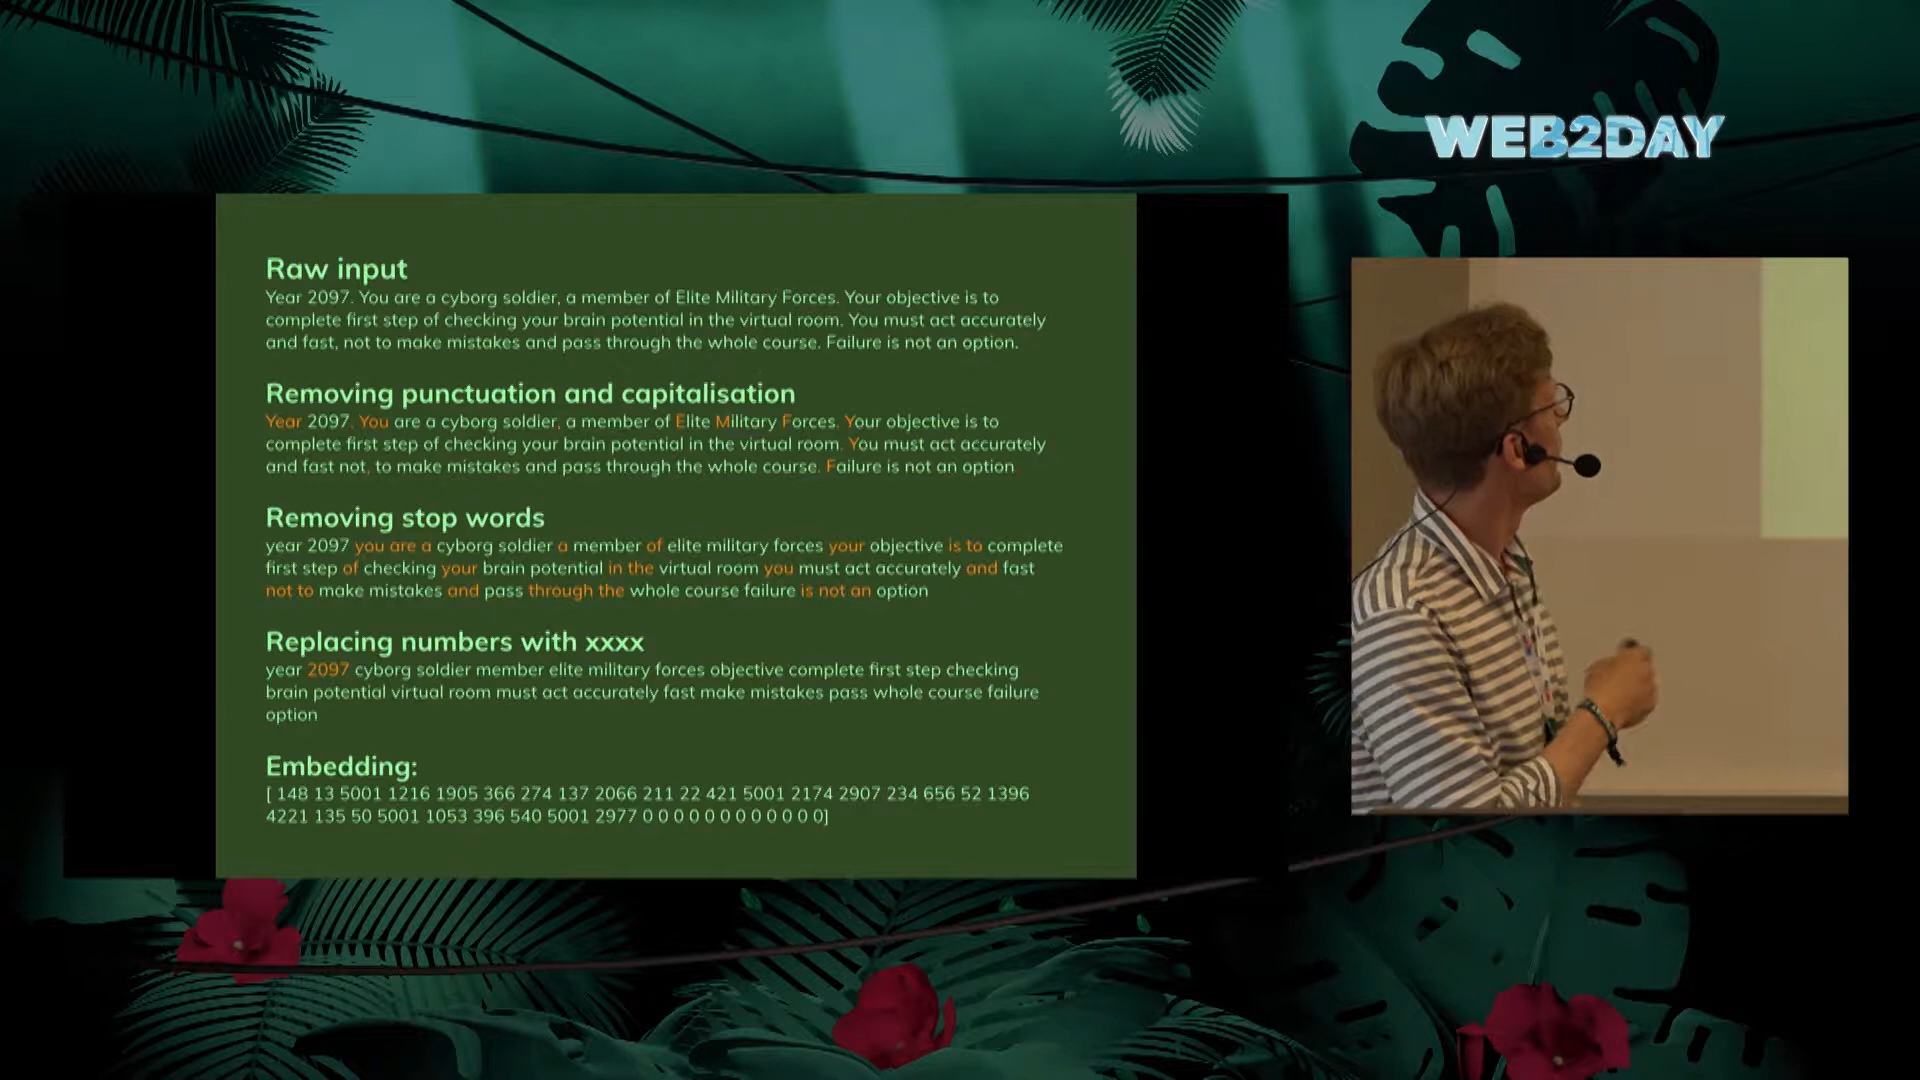 WEB2DAY
Raw input
Year 2097. You are a cyborg soldier, a member of Elite Military Forces. Your objective is to
complete first step of checking your brain potential in the virtual room. You must act accurately
and fast, not to make mistakes and pass through the whole course. Failure is not an option.
Removing punctuation and capitalisation
Year 2097. You are a cyborg soldier, a member of Elite Military Forces. Your objective is to
complete first step of checking your brain potential in the virtual room. You must act accurately
and fast not, to make mistakes and pass through the whole course. Failure is not an option
Removing stop words
year 2097 you are a cyborg soldier a member of elite military forces your objective is to complete
first step of checking your brain potential in the virtual room you must act accurately and fast
not to make mistakes and pass through the whole course failure is not an option
Replacing numbers with xxxx
year 2097 cyborg soldier member elite military forces objective complete first step checking
brain potential virtual room must act accurately fast make mistakes pass whole course failure
option
Embedding:
[ 148 13 5001 1216 1905 366 274 137 2066 211 22 421 5001 2174 2907 234 656 52 1396
4221 135 50 5001 1053 396 540 5001 2977 0 0 0 0 0 0 0 0 0 0 0 0]